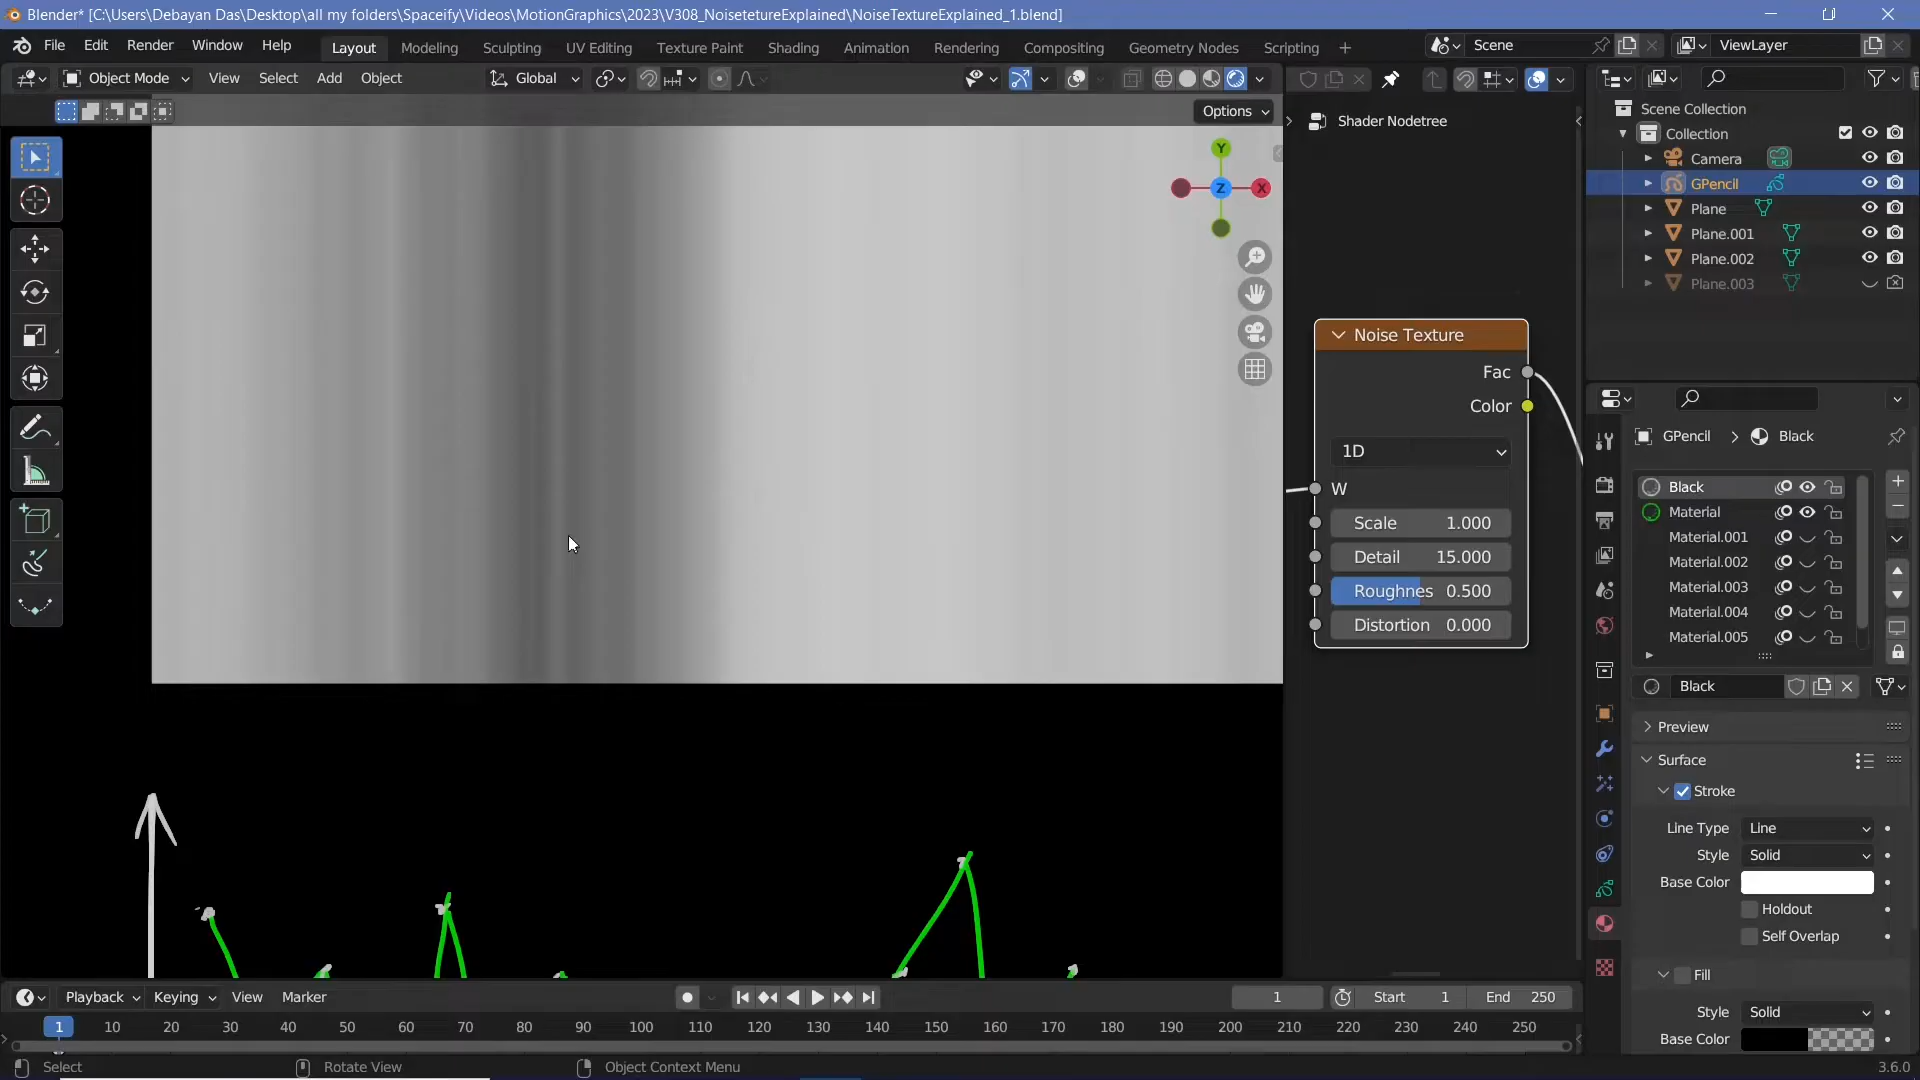 Blender* [C:\Users\Debayan Das\Desktop\all my folders\Spaceify\Videos\MotionGraphics\2023\V308_NoisetetureExplained\NoiseTextureExplained_1.blend]
File Edit Render Window Help Layout Modeling Sculpting UV Editing Texture Paint Shading Animation Rendering Compositing Geometry Nodes Scripting + Scene ViewLayer
Object Mode View Select Add Object Global
Options
Y
Z X
Shader Nodetree
Noise Texture
Fac
Color
1D
W
Scale 1.000
Detail 15.000
Roughnes 0.500
Distortion 0.000
Scene Collection
Collection
Camera
GPencil
Plane
Plane.001
Plane.002
Plane.003
GPencil > Black
Black
Material
Material.001
Material.002
Material.003
Material.004
Material.005
Black
Preview
Surface
Stroke
Line Type Line
Style Solid
Base Color
Holdout
Self Overlap
Fill
Style Solid
Base Color
Playback Keying View Marker 1 Start 1 End 250
1 10 20 30 40 50 60 70 80 90 100 110 120 130 140 150 160 170 180 190 200 210 220 230 240 250
Select Rotate View Object Context Menu 3.6.0